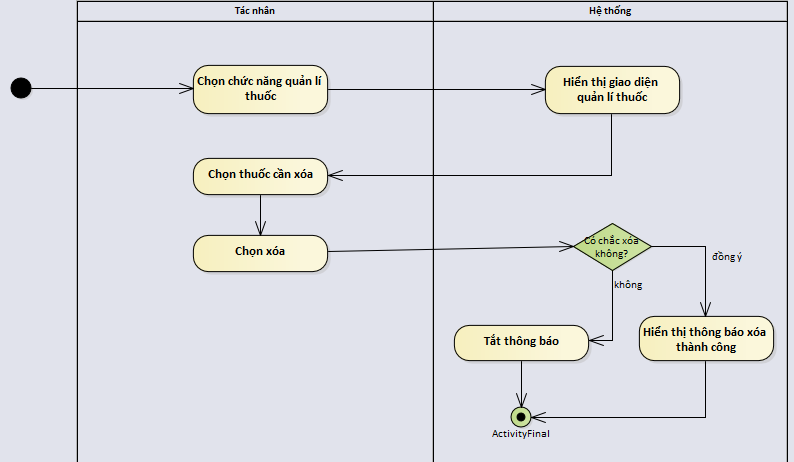 Tác nhân
Hệ thống
Chọn chức năng quản lí
thuốc
Hiển thị giao diện
quản lí thuốc
Chọn thuốc cần xóa
Chọn xóa
Có chắc xóa
không?
đồng ý
không
Tắt thông báo
Hiển thị thông báo xóa
thành công
ActivityFinal